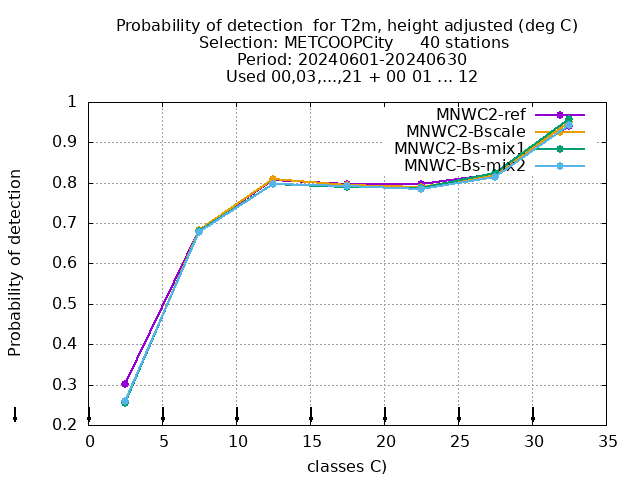 Probability of detection  for T2m, height adjusted (deg C)
Selection: METCOOPCity     40 stations
Period: 20240601-20240630
Used 00,03,...,21 + 00 01 ... 12
MNWC2-ref
MNWC2-Bscale
MNWC2-Bs-mix1
MNWC-Bs-mix2
Probability of detection
1
0.9
0.8
0.7
0.6
0.5
0.4
0.3
0.2
0 5 10 15 20 25 30 35
classes C)